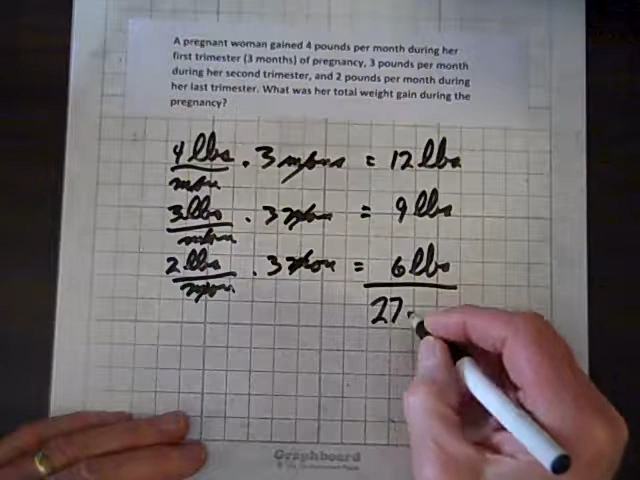 A pregnant woman gained 4 pounds per month during her
first trimester (3 months) of pregnancy, 3 pounds per month
during her second trimester, and 2 pounds per month during
her last trimester. What was her total weight gain during the
pregnancy?
4 lbs/mon . 3 mons = 12 lbs
3 lbs/mon . 3 mon = 9 lbs
2 lbs/mon . 3 mon = 6 lbs
27
Graphboard